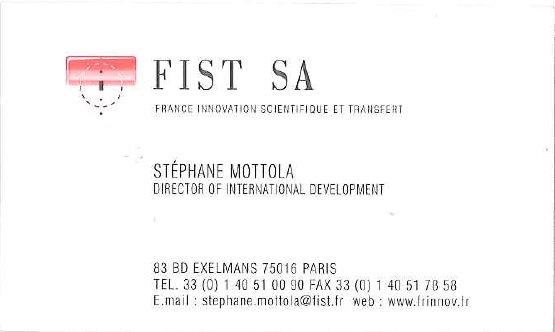 FIST SA
FRANCE INNOVATION SCIENTIFIQUE ET TRANSFERT
STÉPHANE MOTTOLA
DIRECTOR OF INTERNATIONAL DEVELOPMENT
83 BD EXELMANS 75016 PARIS
TEL. 33 (0) 1 40 51 00 90 FAX 33 (0) 1 40 51 78 58
E.mail : stephane.mottola@fist.fr web : www.frinnov.fr